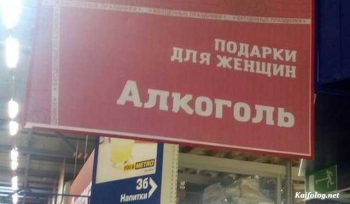 ПОДАРКИ
ДЛЯ ЖЕНЩИН
АЛКОГОЛЬ
METRO
36
Напитки
Kaifolog.net